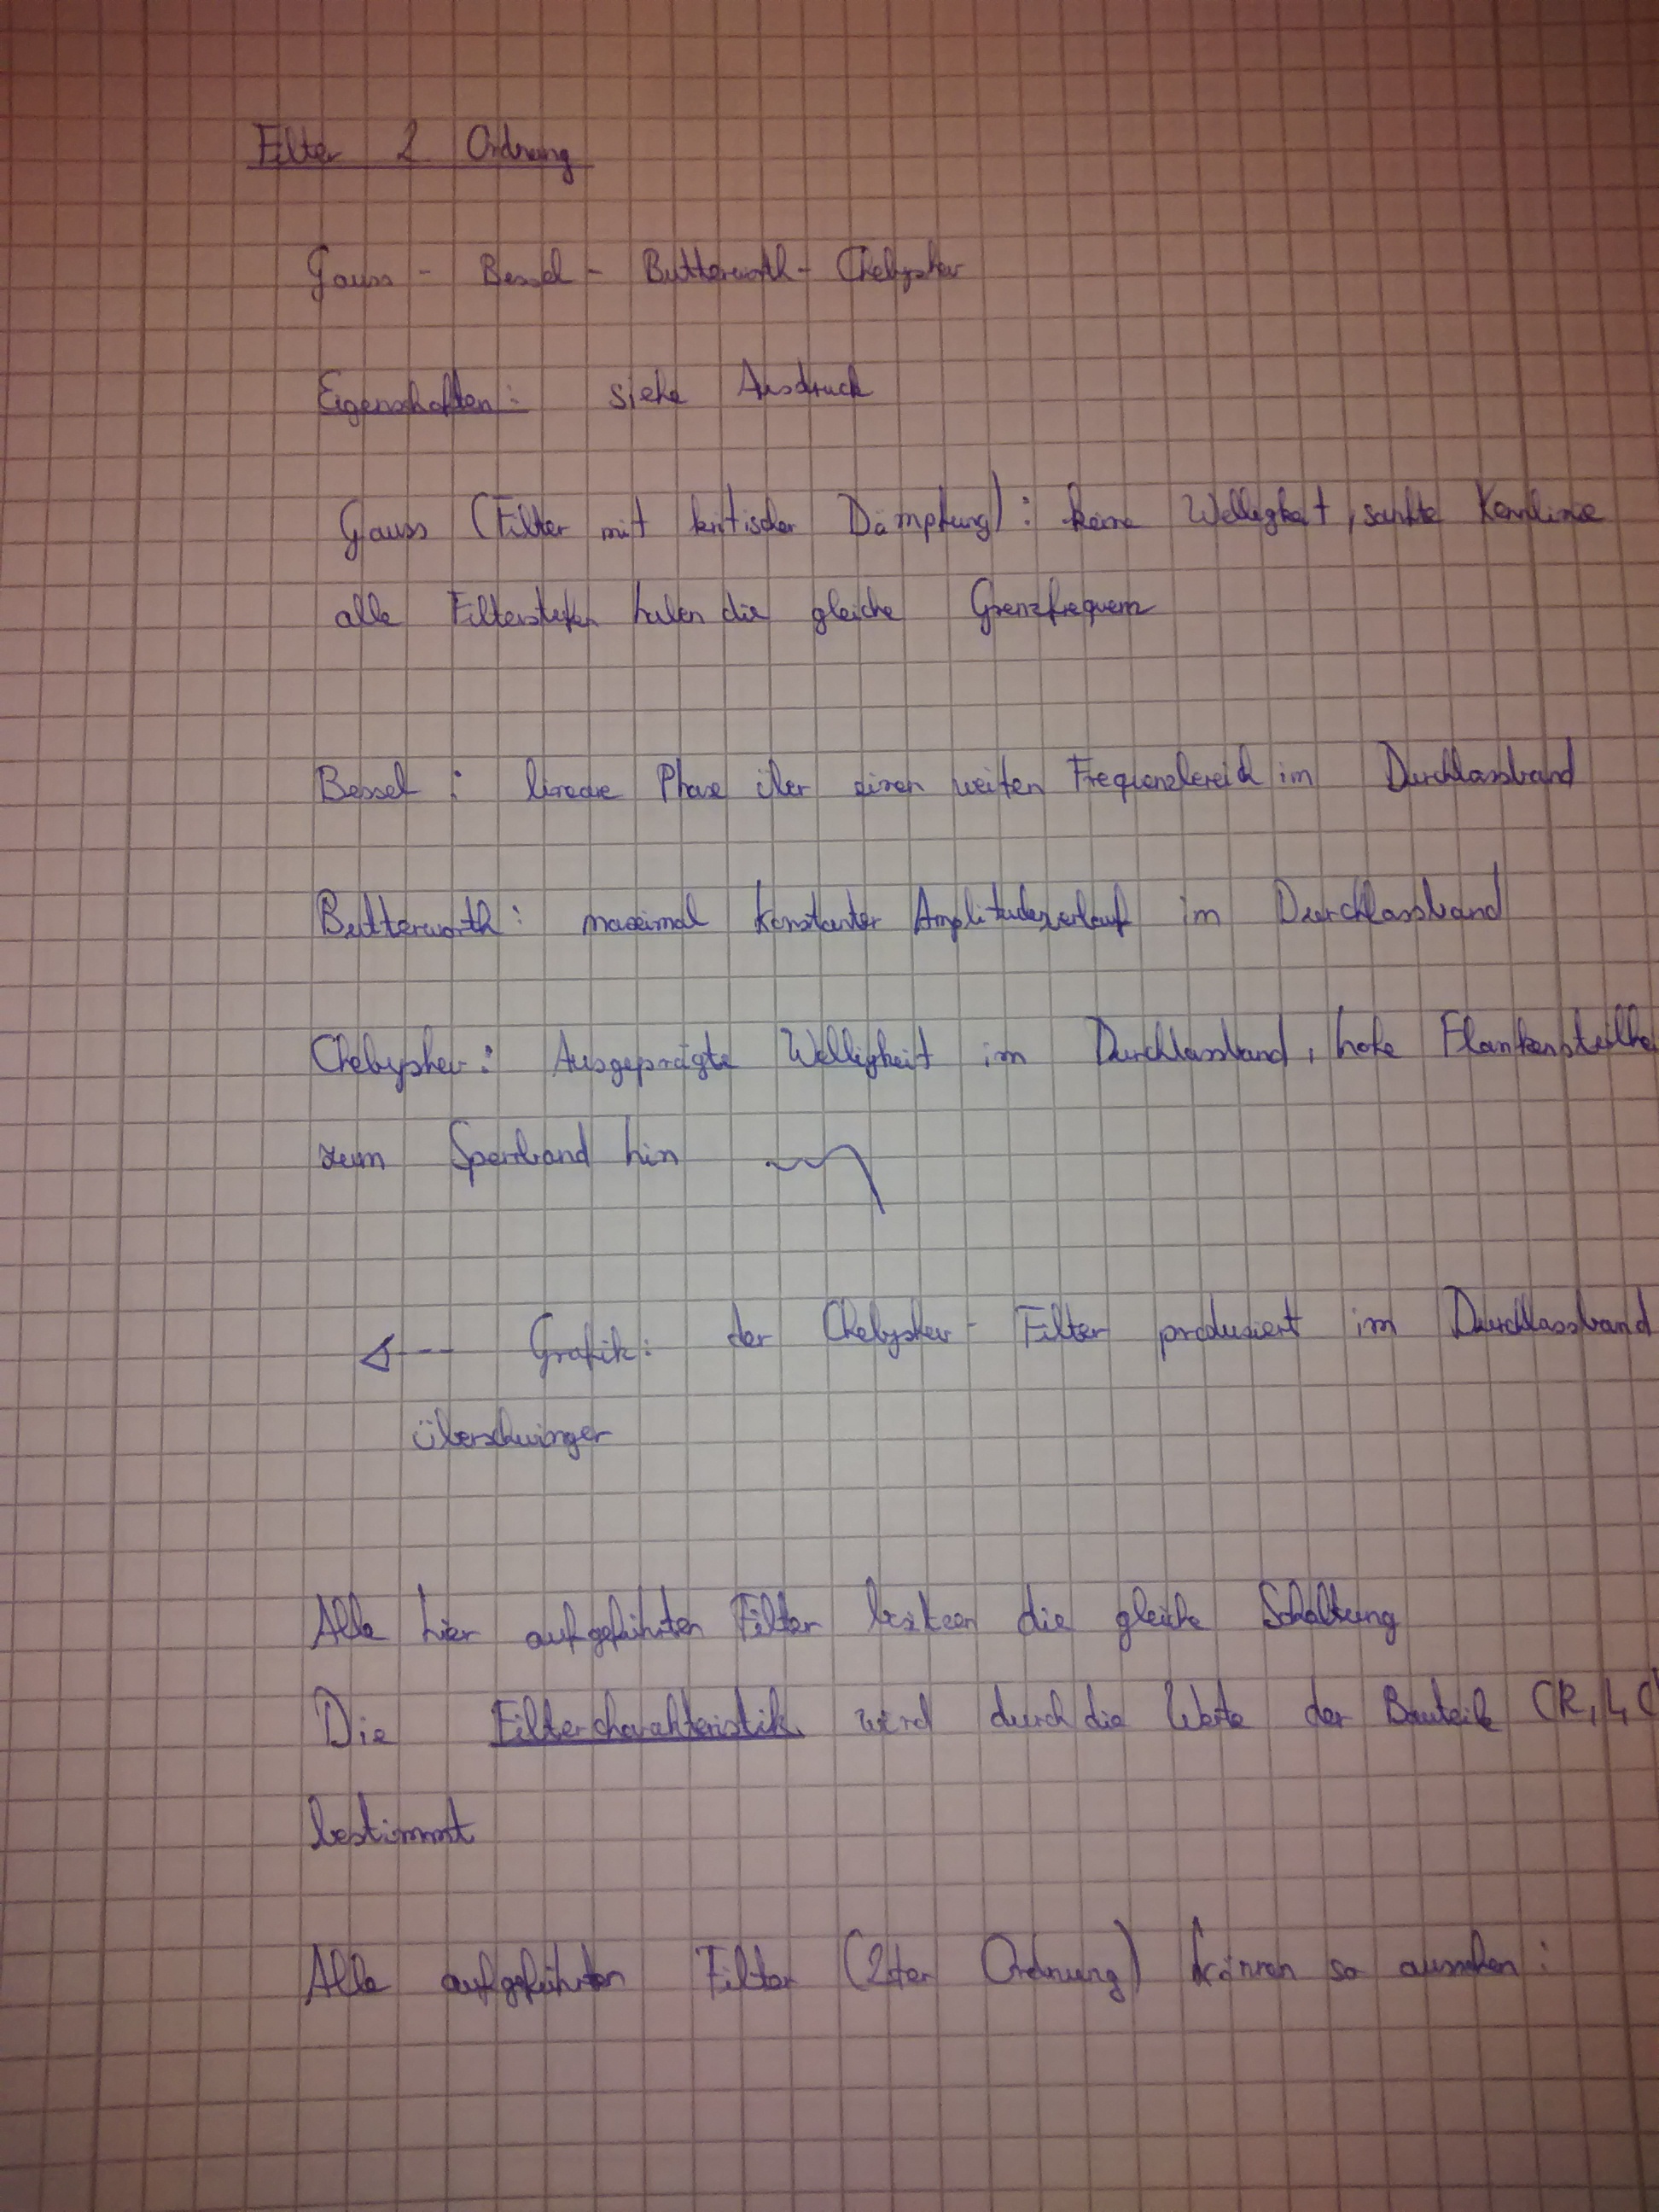 Filter 2 Ordnung
Gauss - Bessel - Butterworth - Chebyshev
Eigenschaften: siehe Ausdruck
Gauss (Filter mit kritischer Dämpfung): keine Welligkeit, sanfte Kennlinie
alle Filterstufen haben die gleiche Grenzfrequenz
Bessel: lineare Phase über einen weiten Frequenzbereich im Durchlassband
Butterworth: maximal konstanter Amplitudenverlauf im Durchlassband
Chebyshev: Ausgeprägte Welligkeit im Durchlassband, hohe Flankensteilhei
zum Sperrband hin
Grafik: der Chebyshev-Filter produziert im Durchlassband
überschwinger
Alle hier aufgeführten Filter besitzen die gleiche Schaltung
Die Filtercharakteristik wird durch die Werte der Bauteile (R, L, C)
bestimmt
Alle aufgeführten Filter (2ter Ordnung) können so aussehen: